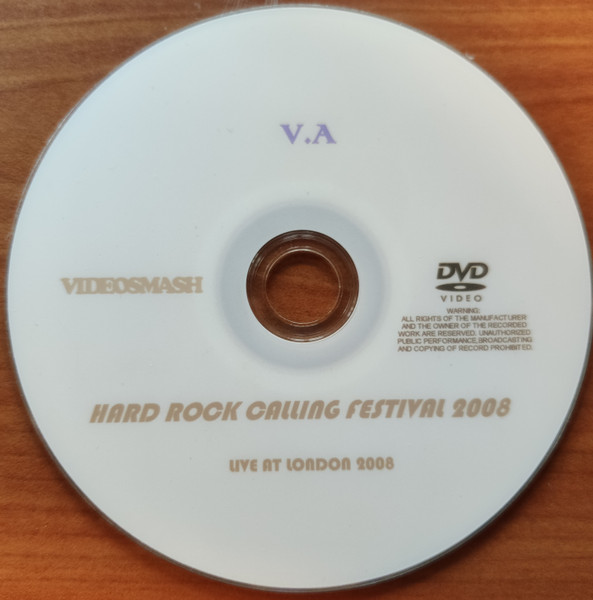 V.A
VIDEOSMASH
DVD
VIDEO
WARNING:
ALL RIGHTS OF THE MANUFACTURER
AND THE OWNER OF THE RECORDED
WORK ARE RESERVED. UNAUTHORIZED
PUBLIC PERFORMANCE,BROADCASTING
AND COPYING OF RECORD PROHIBITED.
HARD ROCK CALLING FESTIVAL 2008
LIVE AT LONDON 2008